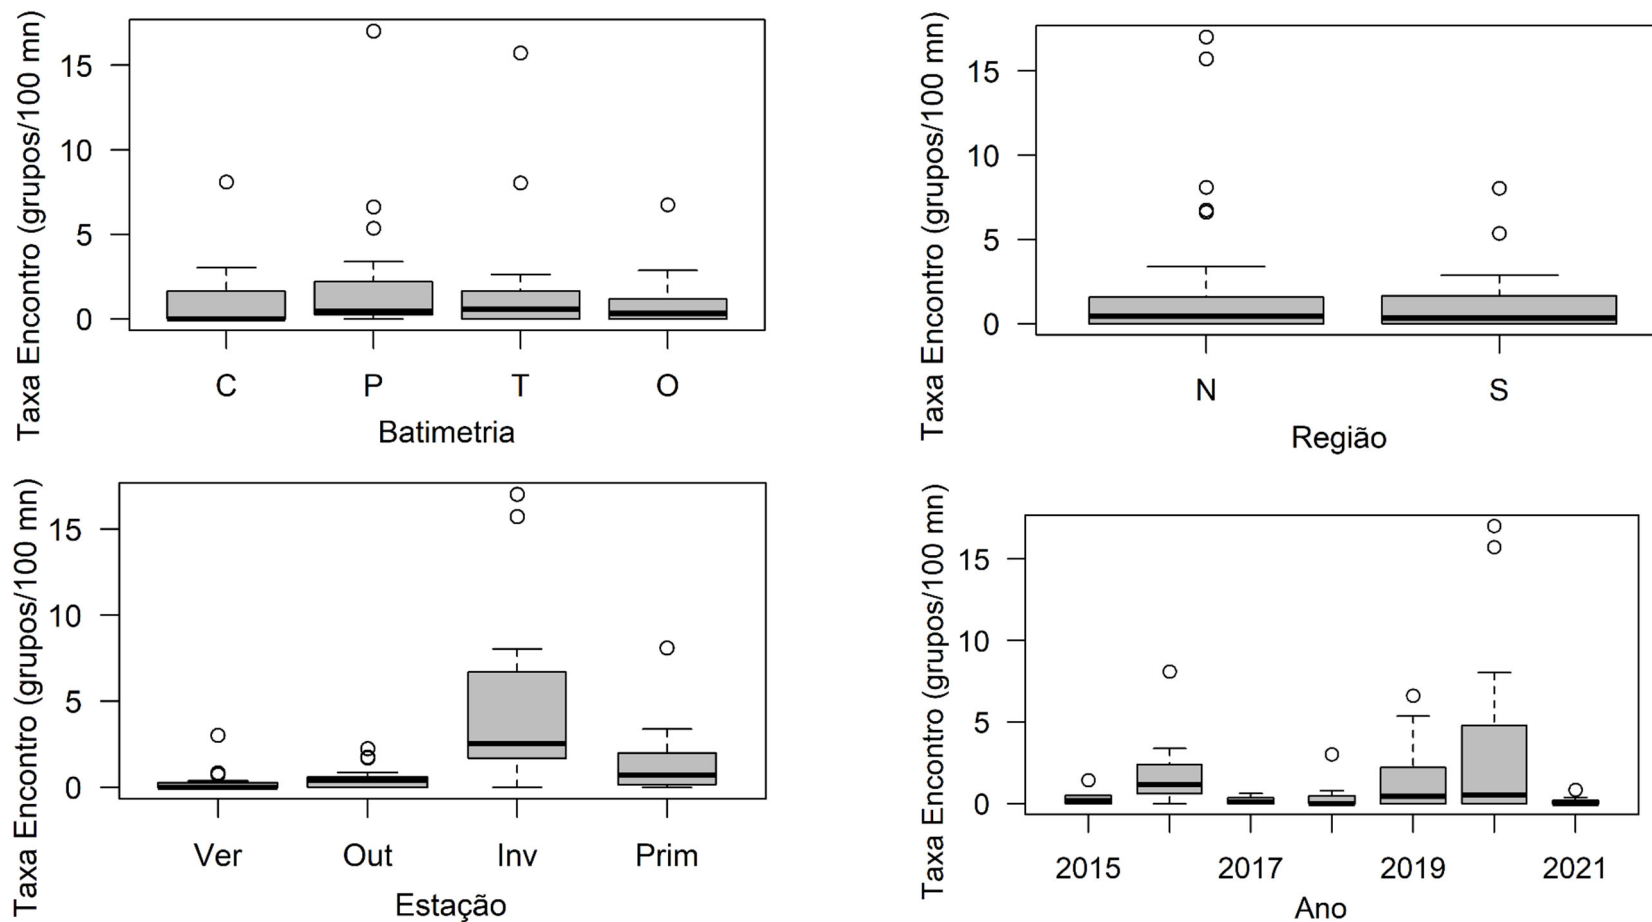 Taxa Encontro (grupos/100 mn)
15
10
5
0
C P T O
Batimetria
Taxa Encontro (grupos/100 mn)
15
10
5
0
N S
Região
Taxa Encontro (grupos/100 mn)
15
10
5
0
Ver Out Inv Prim
Estação
Taxa Encontro (grupos/100 mn)
15
10
5
0
2015 2017 2019 2021
Ano